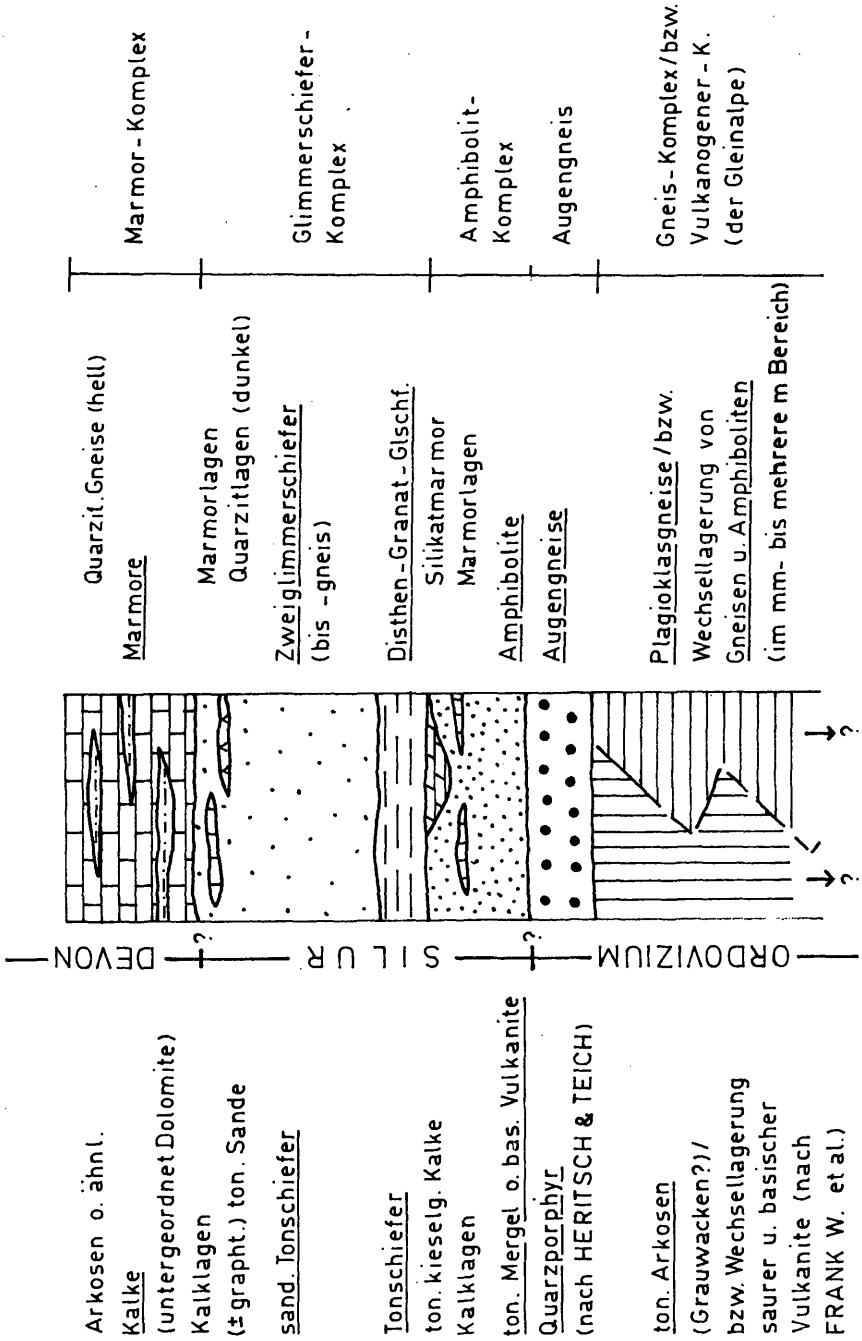 Arkosen o. ähnl.
Kalke
(untergeordnet Dolomite)
Kalklagen
(± grapht.) ton. Sande
sand. Tonschiefer
Tonschiefer
ton. kieselg. Kalke
Kalklagen
ton. Mergel o. bas. Vulkanite
Quarzporphyr
(nach HERITSCH & TEICH)
ton. Arkosen
(Grauwacken?)/
bzw. Wechsellagerung
saurer u. basischer
Vulkanite (nach
FRANK W. et al.)
DEVON
?
SILUR
?
ORDOVIZIUM
?
?
Quarzit. Gneise (hell)
Marmore
Marmorlagen
Quarzitlagen (dunkel)
Zweiglimmerschiefer
(bis -gneis)
Disthen-Granat-Glschf.
Silikatmarmor
Marmorlagen
Amphibolite
Augengneise
Plagioklasgneise/bzw.
Wechsellagerung von
Gneisen u. Amphiboliten
(im mm- bis mehrere m Bereich)
Marmor-Komplex
Glimmerschiefer-
Komplex
Amphibolit-
Komplex
Augengneis
Gneis-Komplex/bzw.
Vulkanogener-K.
(der Gleinalpe)